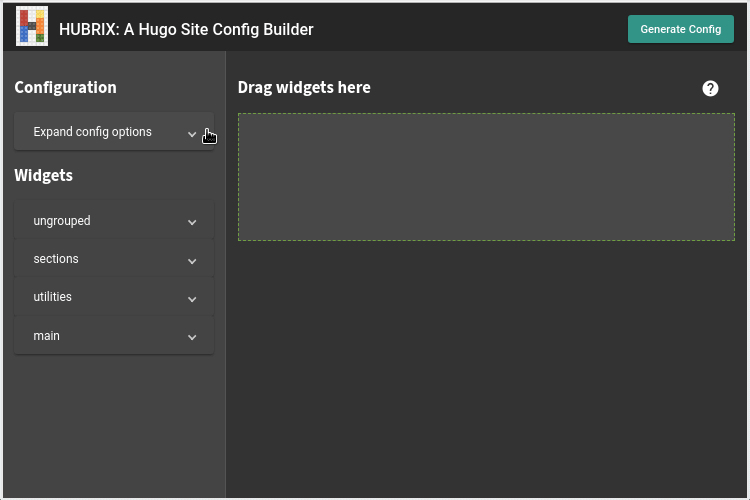 HUBRIX: A Hugo Site Config Builder
Generate Config
Configuration
Expand config options
Widgets
ungrouped
sections
utilities
main
Drag widgets here
?